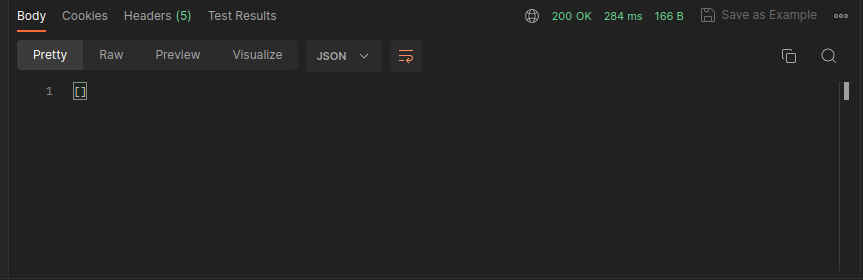 Body Cookies Headers (5) Test Results 200 OK 284 ms 166 B Save as Example
Pretty Raw Preview Visualize JSON
1 []